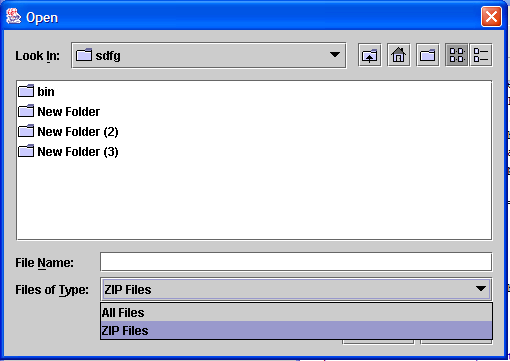 Open
Look In: sdfg
bin
New Folder
New Folder (2)
New Folder (3)
File Name:
Files of Type: ZIP Files
All Files
ZIP Files